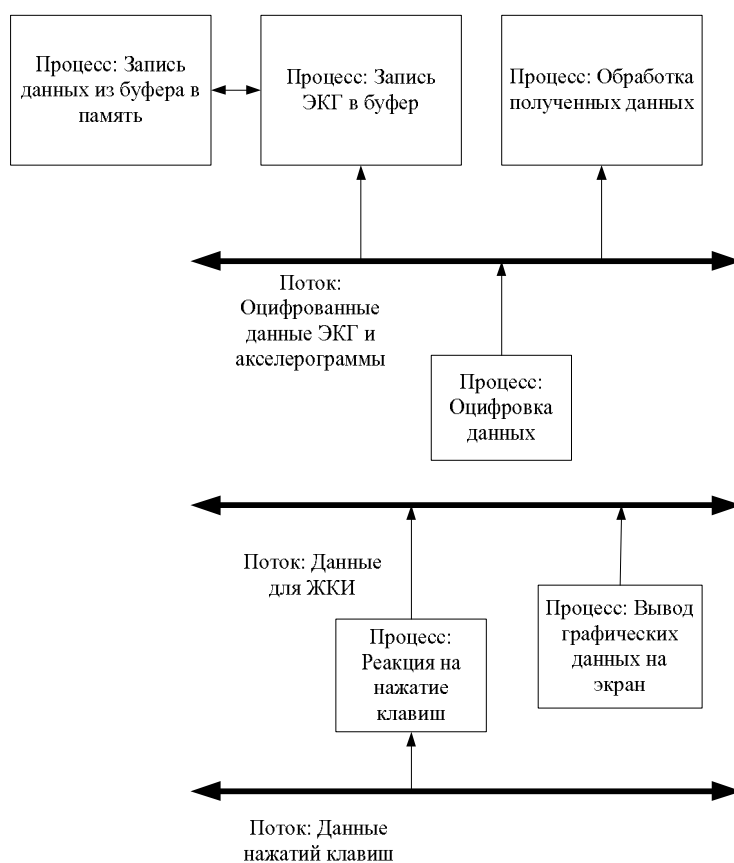 Процесс: Запись
данных из буфера в
память
Процесс: Запись
ЭКГ в буфер
Процесс: Обработка
полученных данных
Поток:
Оцифрованные
данные ЭКГ и
акселерограммы
Процесс:
Оцифровка
данных
Поток: Данные
для ЖКИ
Процесс:
Реакция на
нажатие
клавиш
Процесс: Вывод
графических
данных на
экран
Поток: Данные
нажатий клавиш